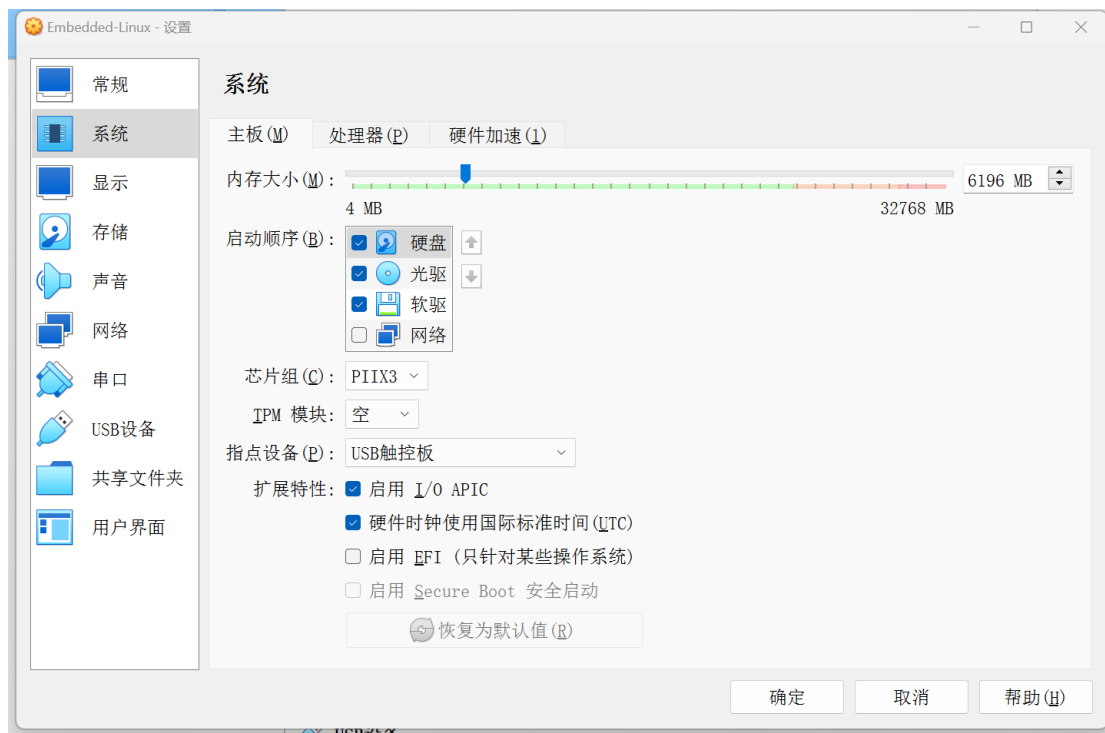 Embedded-Linux - 设置
常规
系统
显示
存储
声音
网络
串口
USB设备
共享文件夹
用户界面
系统
主板(M) 处理器(P) 硬件加速(l)
内存大小(M): 6196 MB
4 MB 32768 MB
启动顺序(B): 硬盘
光驱
软驱
网络
芯片组(C): PIIX3
TPM 模块: 空
指点设备(P): USB触控板
扩展特性: 启用 I/O APIC
硬件时钟使用国际标准时间(UTC)
启用 EFI (只针对某些操作系统)
启用 Secure Boot 安全启动
恢复为默认值(R)
确定 取消 帮助(H)